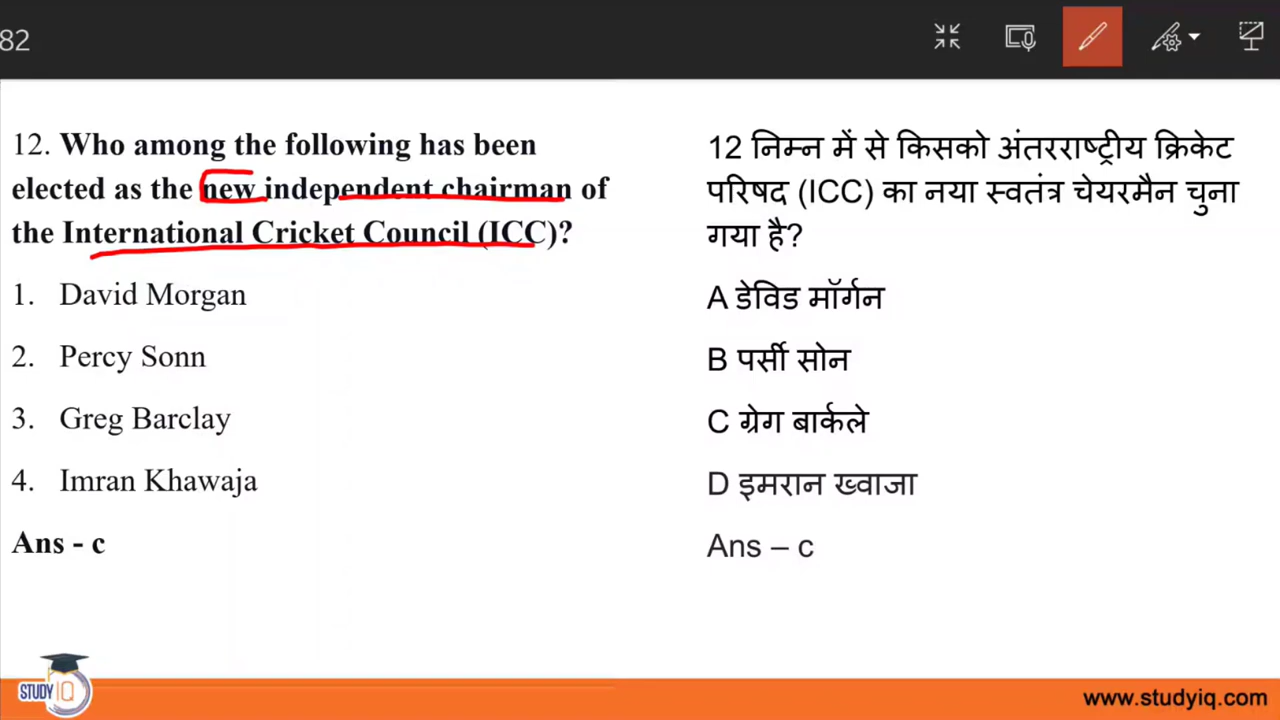 82
12. Who among the following has been
elected as the new independent chairman of
the International Cricket Council (ICC)?
1. David Morgan
2. Percy Sonn
3. Greg Barclay
4. Imran Khawaja
Ans - c
12 निम्न में से किसको अंतरराष्ट्रीय क्रिकेट
परिषद (ICC) का नया स्वतंत्र चेयरमैन चुना
गया है?
A डेविड मॉर्गन
B पर्सी सोन
C ग्रेग बार्कले
D इमरान ख्वाजा
Ans – c
STUDY IQ
www.studyiq.com